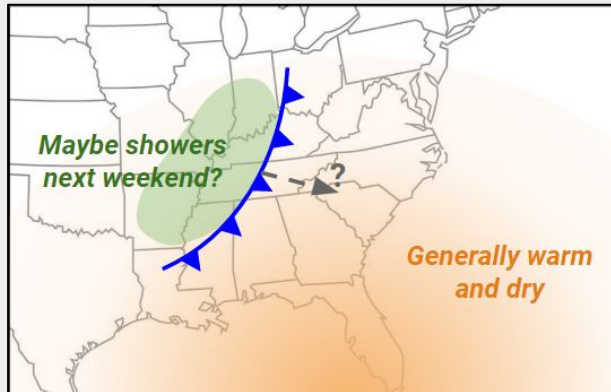 Maybe showers
next weekend?
?
Generally warm
and dry